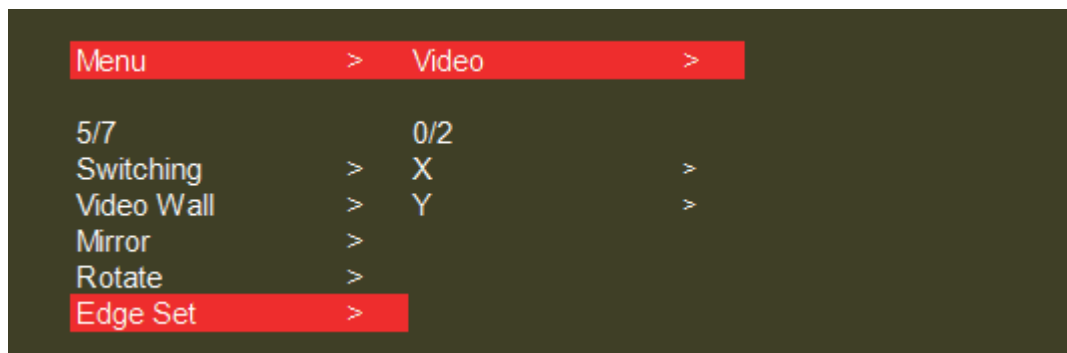 Menu > Video >
5/7 0/2
Switching > X >
Video Wall > Y >
Mirror >
Rotate >
Edge Set >